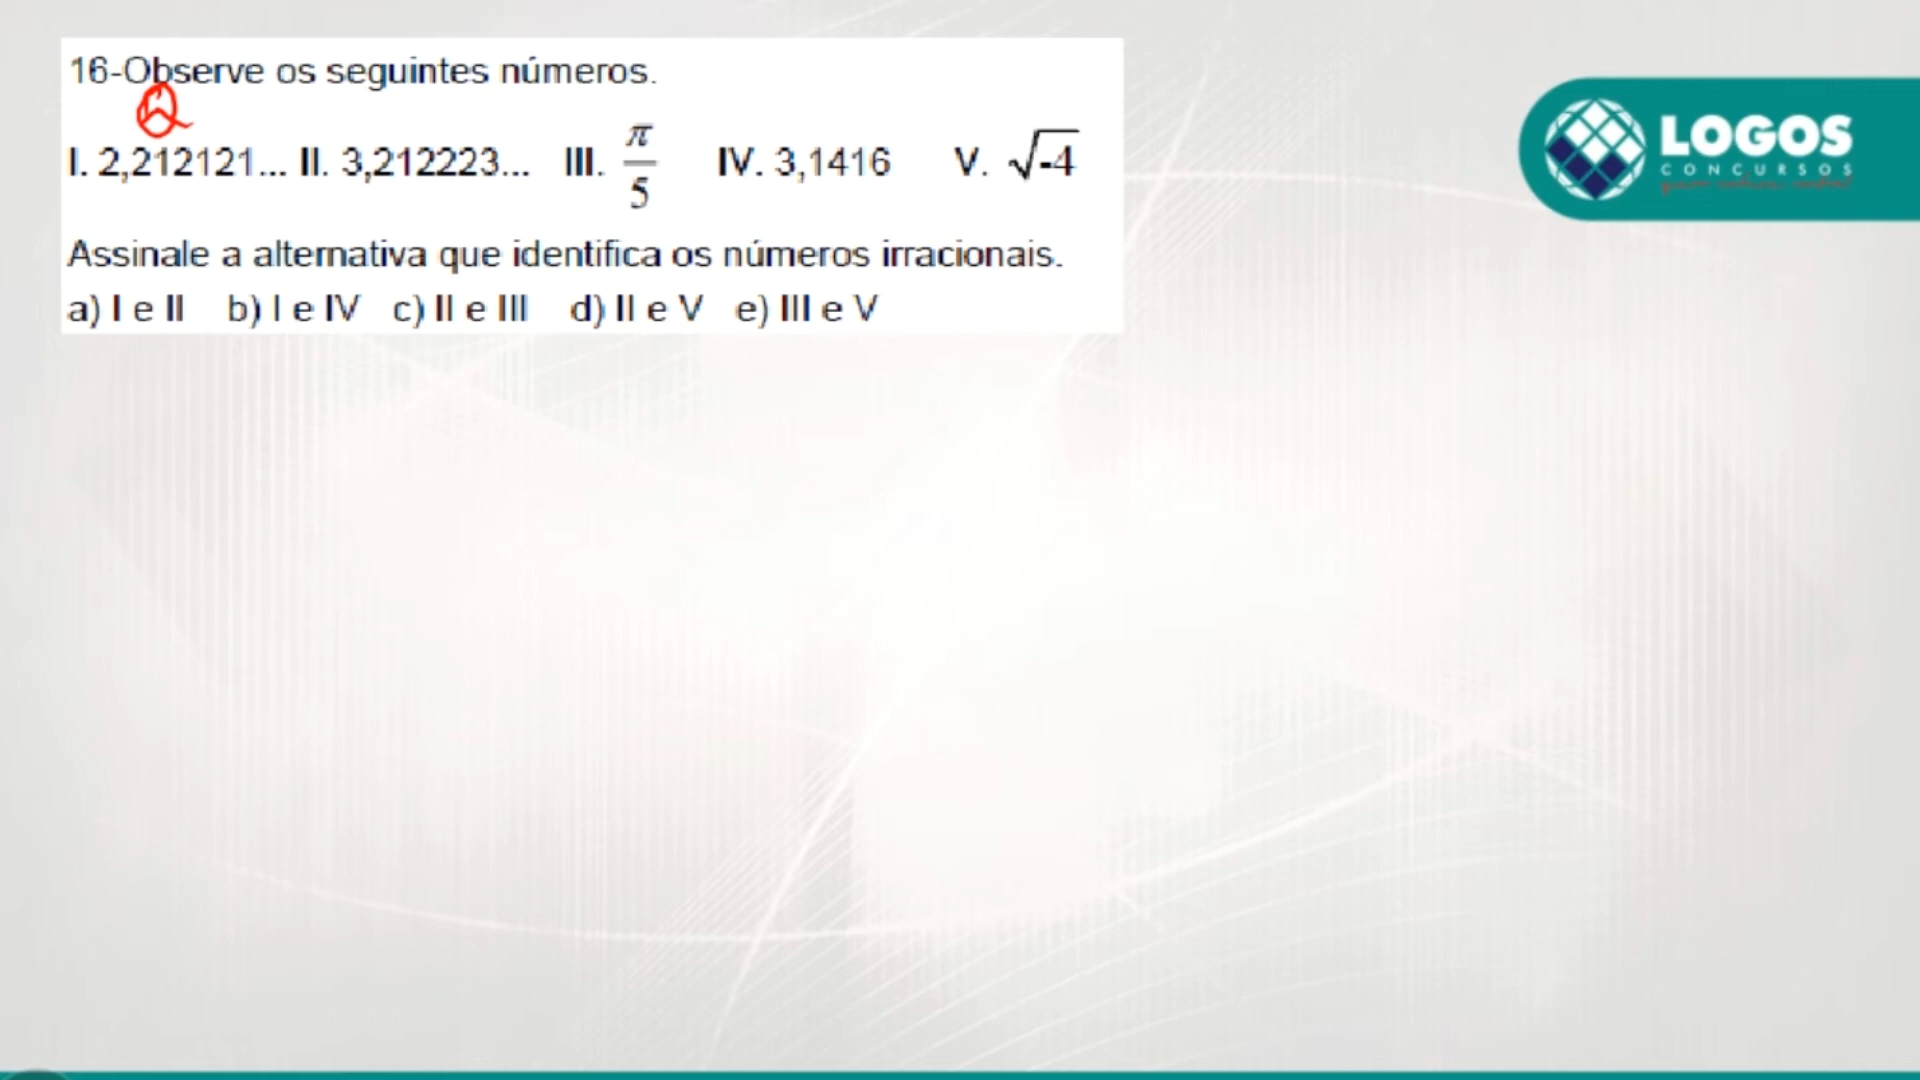 16-Observe os seguintes números.
Q
I. 2,212121... II. 3,212223... III. π/5 IV. 3,1416 V. √-4
Assinale a alternativa que identifica os números irracionais.
a) I e II b) I e IV c) II e III d) II e V e) III e V
LOGOS
CONCURSOS